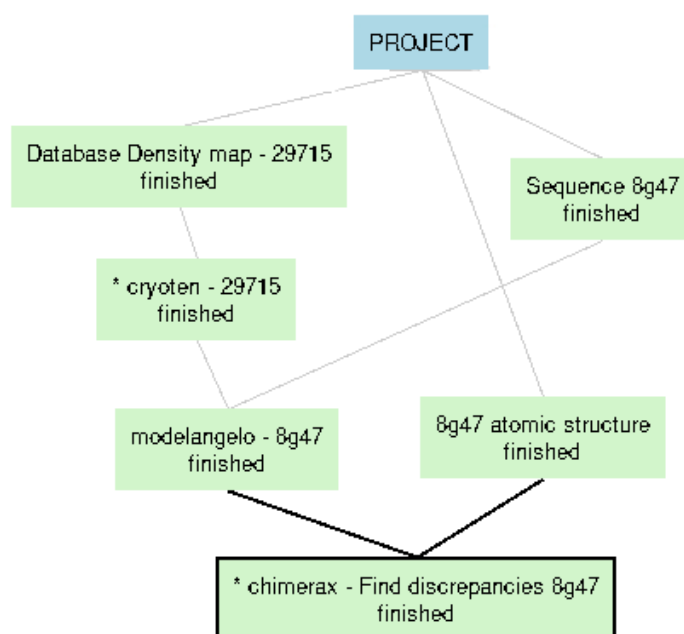 PROJECT
Database Density map - 29715
finished
Sequence 8g47
finished
* cryoten - 29715
finished
modelangelo - 8g47
finished
8g47 atomic structure
finished
* chimerax - Find discrepancies 8g47
finished